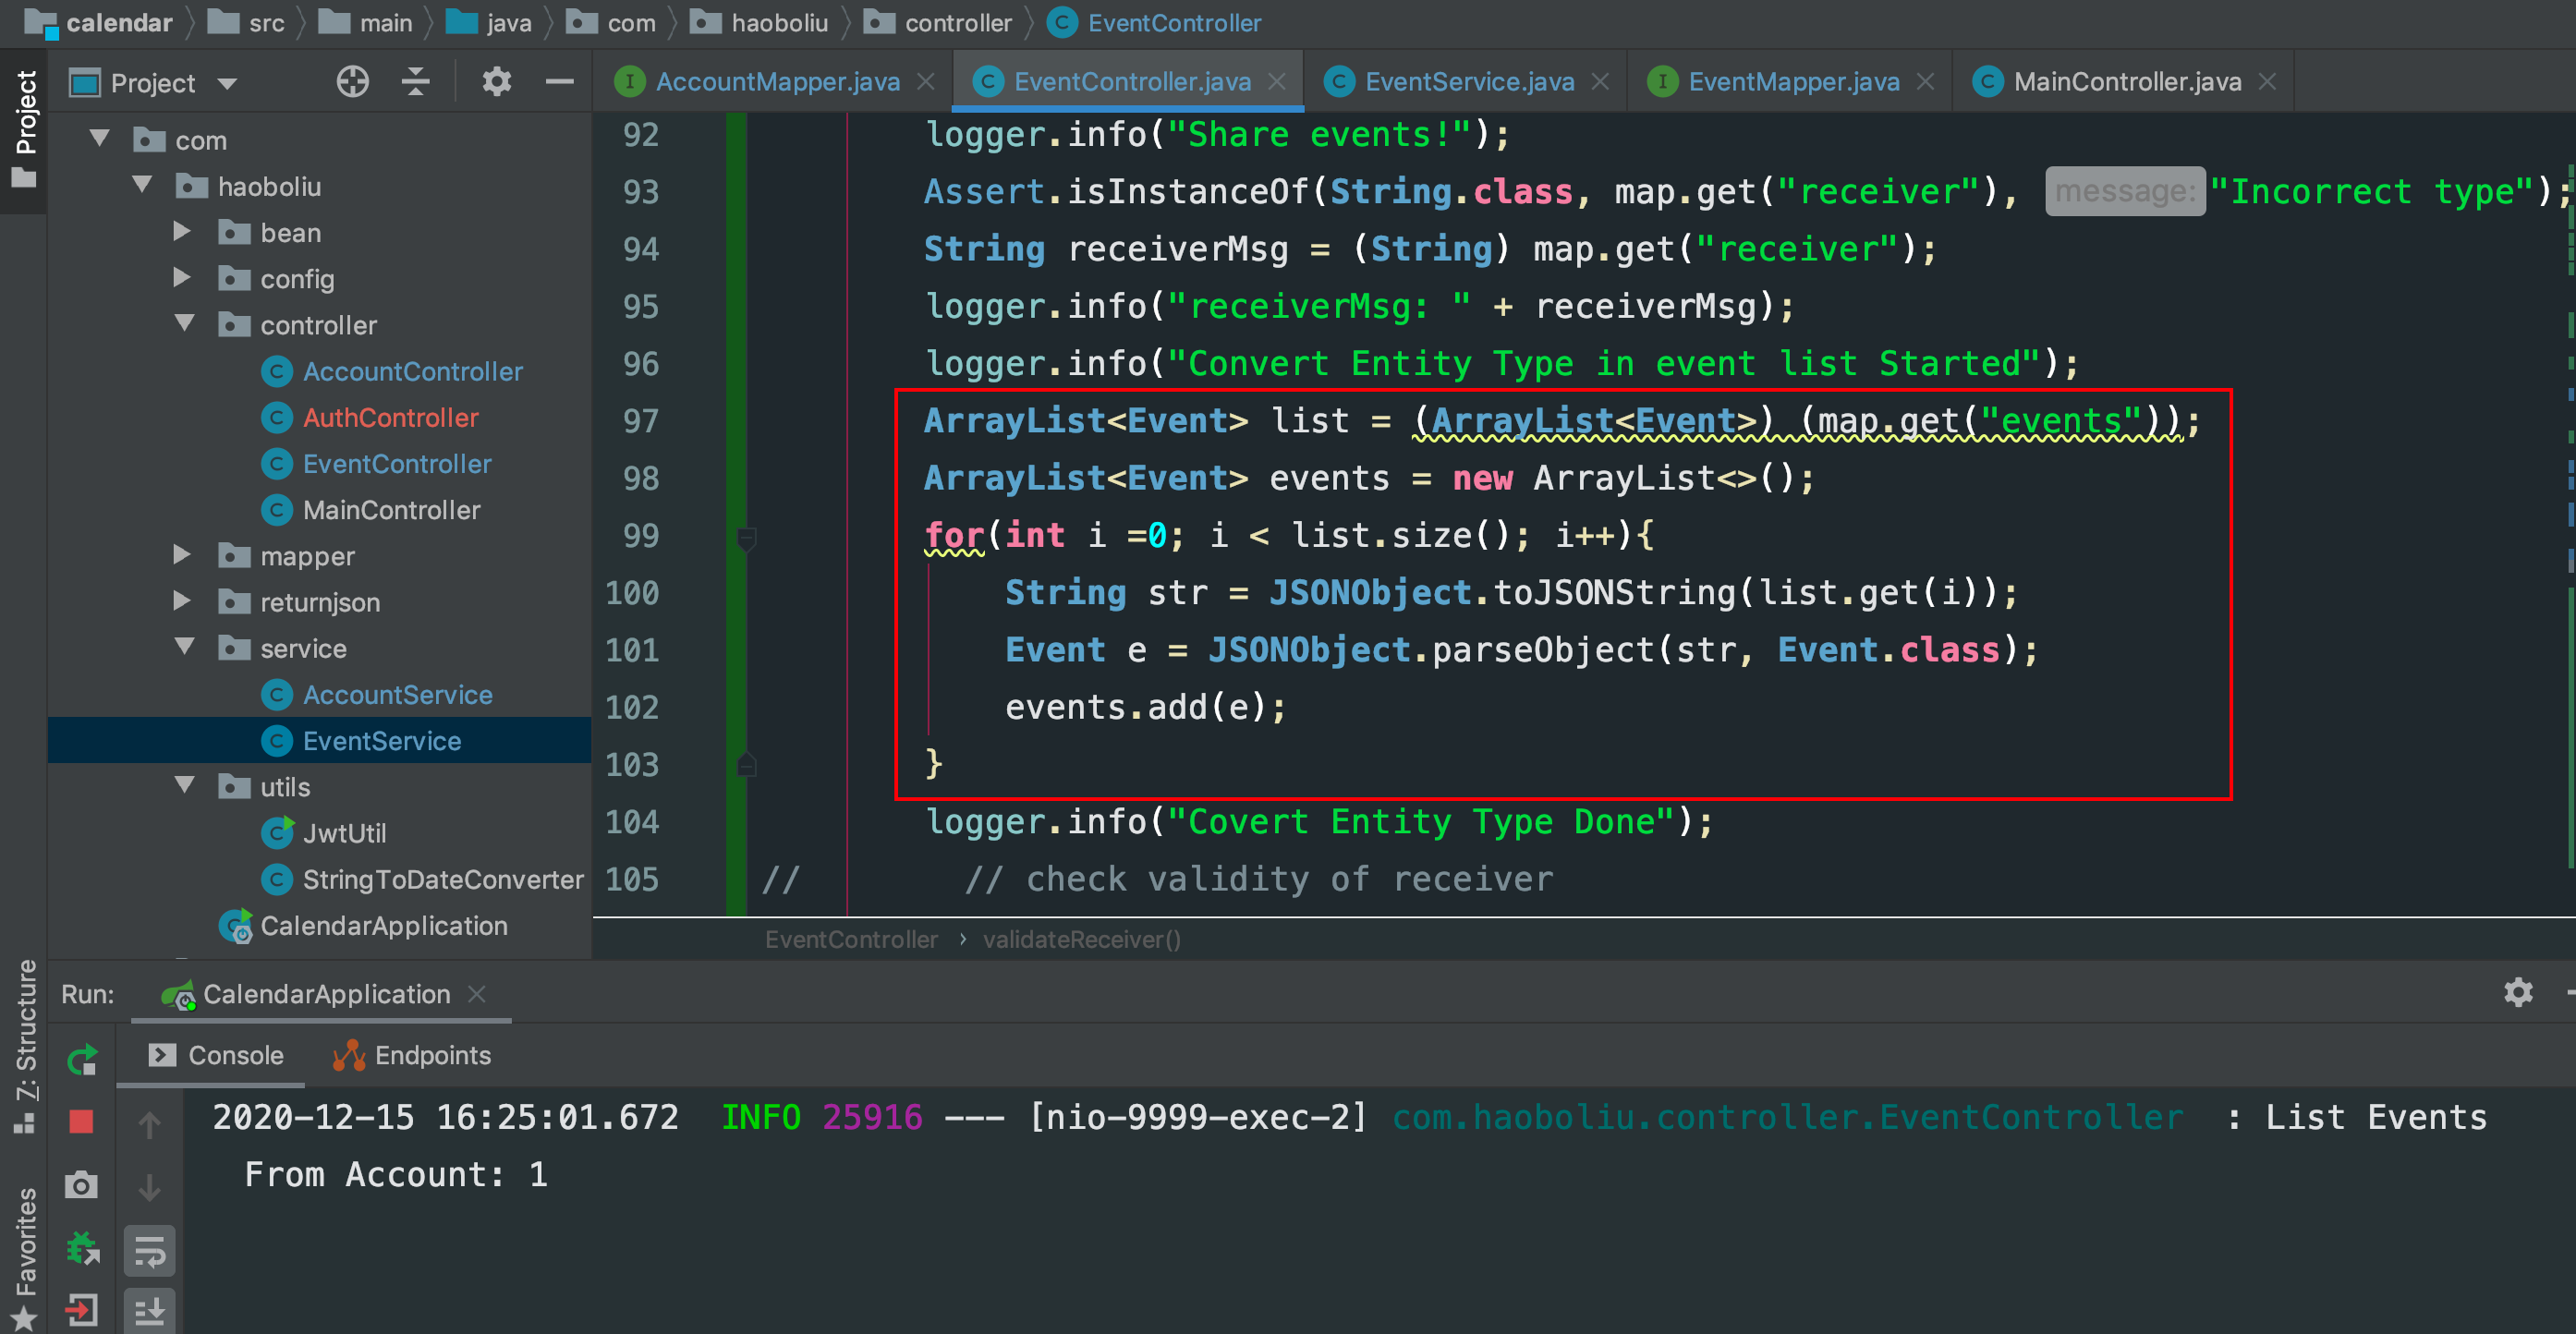 calendar src main java com haoboliu controller EventController
Project
AccountMapper.java EventController.java EventService.java EventMapper.java MainController.java
Project
com
haoboliu
bean
config
controller
AccountController
AuthController
EventController
MainController
mapper
returnjson
service
AccountService
EventService
utils
JwtUtil
StringToDateConverter
CalendarApplication
92 logger.info("Share events!");
93 Assert.isInstanceOf(String.class, map.get("receiver"), message: "Incorrect type");
94 String receiverMsg = (String) map.get("receiver");
95 logger.info("receiverMsg: " + receiverMsg);
96 logger.info("Convert Entity Type in event list Started");
97 ArrayList<Event> list = (ArrayList<Event>) (map.get("events"));
98 ArrayList<Event> events = new ArrayList<>();
99 for(int i =0; i < list.size(); i++){
100 String str = JSONObject.toJSONString(list.get(i));
101 Event e = JSONObject.parseObject(str, Event.class);
102 events.add(e);
103 }
104 logger.info("Covert Entity Type Done");
105 // // check validity of receiver
EventController › validateReceiver()
Z: Structure
Favorites
Run: CalendarApplication
Console Endpoints
2020-12-15 16:25:01.672 INFO 25916 --- [nio-9999-exec-2] com.haoboliu.controller.EventController : List Events
From Account: 1